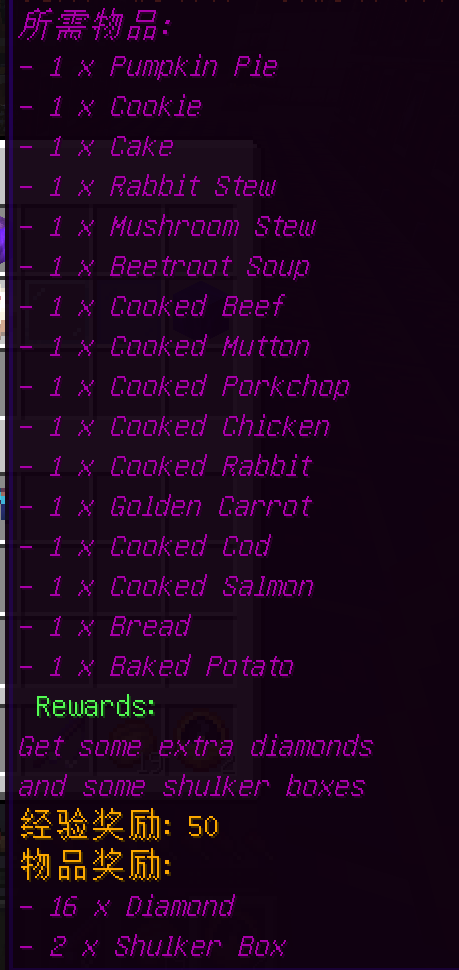 所需物品:
- 1 x Pumpkin Pie
- 1 x Cookie
- 1 x Cake
- 1 x Rabbit Stew
- 1 x Mushroom Stew
- 1 x Beetroot Soup
- 1 x Cooked Beef
- 1 x Cooked Mutton
- 1 x Cooked Porkchop
- 1 x Cooked Chicken
- 1 x Cooked Rabbit
- 1 x Golden Carrot
- 1 x Cooked Cod
- 1 x Cooked Salmon
- 1 x Bread
- 1 x Baked Potato
Rewards:
Get some extra diamonds
and some shulker boxes
经验奖励: 50
物品奖励:
- 16 x Diamond
- 2 x Shulker Box